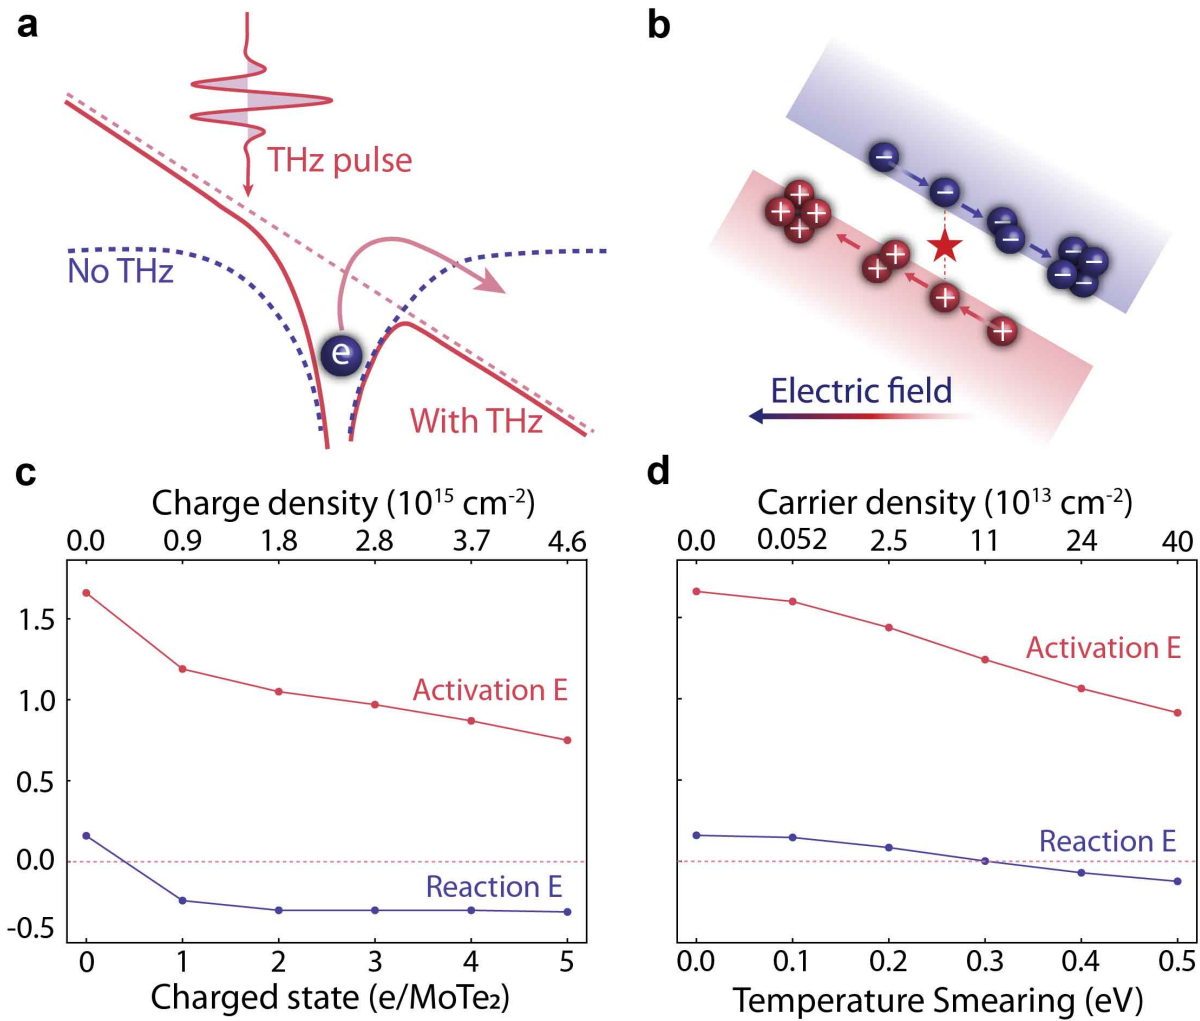 a
THz pulse
No THz
e
With THz
b
− − − − − − − −
+ + + + + + + +
Electric field
c
Charge density (10¹⁵ cm⁻²)
0.0 0.9 1.8 2.8 3.7 4.6
1.5
1.0
0.5
0.0
-0.5
Activation E
Reaction E
0 1 2 3 4 5
Charged state (e/MoTe₂)
d
Carrier density (10¹³ cm⁻²)
0.0 0.052 2.5 11 24 40
Activation E
Reaction E
0.0 0.1 0.2 0.3 0.4 0.5
Temperature Smearing (eV)